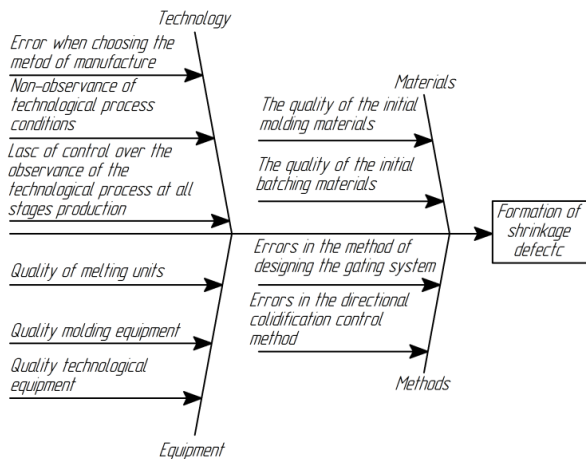 Technology
Error when choosing the
metod of manufacture
Non-observance of
technological process
conditions
Lasc of control over the
observance of the
technological process at all
stages production
Materials
The quality of the initial
molding materials
The quality of the initial
batching materials
Formation of
shrinkage
defectc
Quality of melting units
Quality molding equipment
Quality technological
equipment
Equipment
Errors in the method of
designing the gating system
Errors in the directional
colidification control
method
Methods